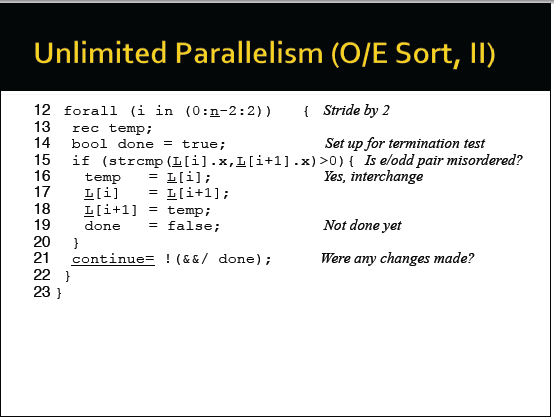 Unlimited Parallelism (O/E Sort, II)
12 forall (i in (0:n-2:2)) { Stride by 2
13 rec temp;
14 bool done = true; Set up for termination test
15 if (strcmp(L[i].x,L[i+1].x)>0){ Is e/odd pair misordered?
16 temp = L[i]; Yes, interchange
17 L[i] = L[i+1];
18 L[i+1] = temp;
19 done = false; Not done yet
20 }
21 continue= !(&&/ done); Were any changes made?
22 }
23 }